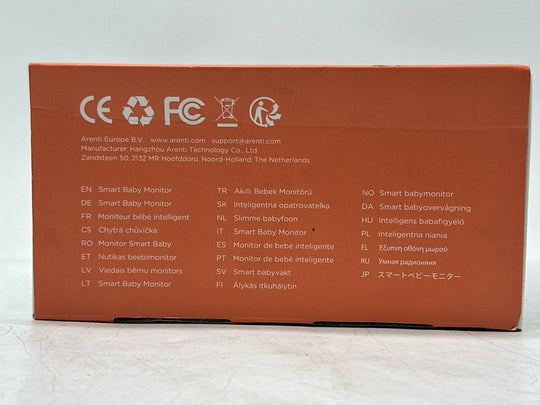 CE FC
Arenti Europe B.V. www.arenti.com support@arenti.com
Manufacturer: Hangzhou Arenti Technology Co., Ltd.
Zandsteen 50, 2132 MR Hoofddorp, Noord-Holland, The Netherlands
EN Smart Baby Monitor
DE Smart Baby Monitor
FR Moniteur bébé intelligent
CS Chytrá chůvička
RO Monitor Smart Baby
ET Nutikas beebimonitor
LV Viedais bērnu monitors
LT Smart Baby Monitor
TR Akıllı Bebek Monitörü
SK Inteligentná opatrovateľka
NL Slimme babyfoon
IT Smart Baby Monitor
ES Monitor de bebé inteligente
PT Monitor de bebé inteligente
SV Smart babyvakt
FI Älykäs itkuhälytin
NO Smart babymonitor
DA Smart babyovervågning
HU Intelligens babafigyelő
PL Inteligentna niania
EL Έξυπνη οθόνη μωρού
RU Умная радионяня
JP スマートベビーモニター